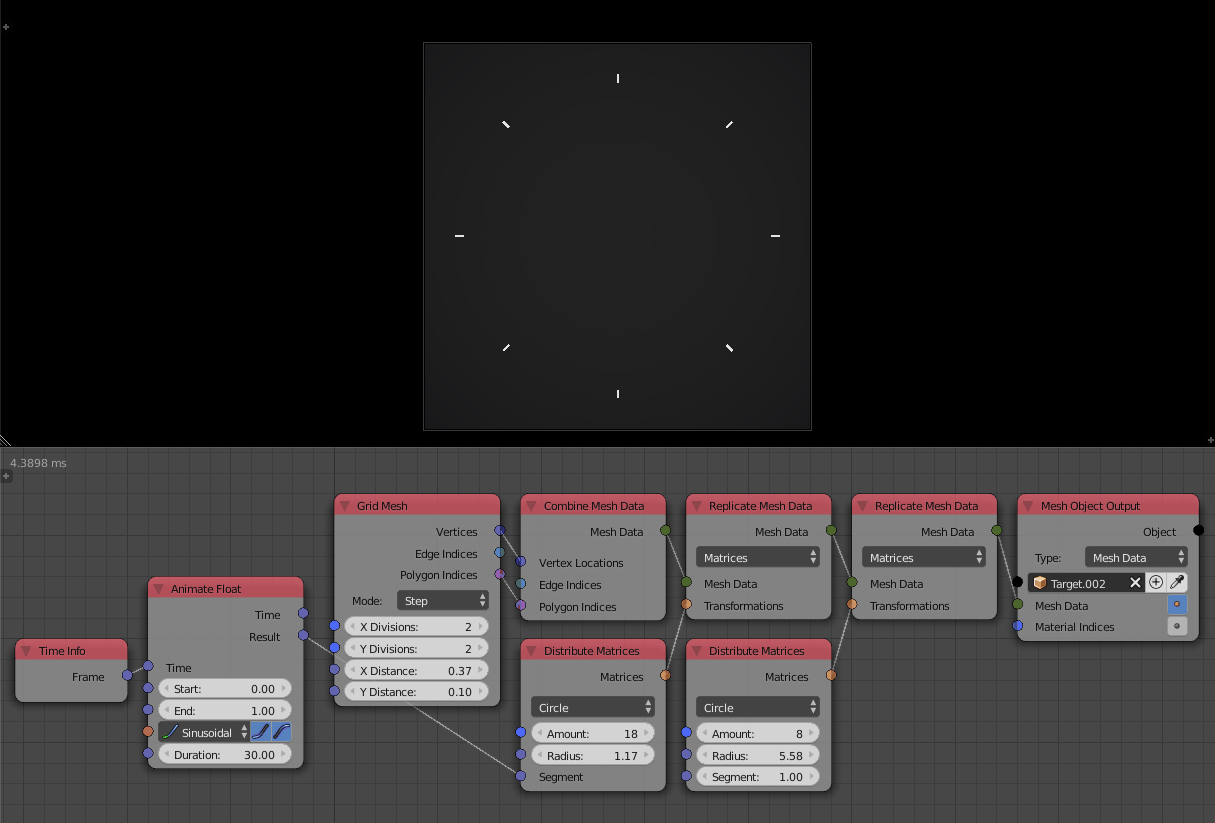 4.3898 ms
Time Info
Frame
Animate Float
Time
Result
Time
Start: 0.00
End: 1.00
Sinusoidal
Duration: 30.00
Grid Mesh
Vertices
Edge Indices
Polygon Indices
Mode: Step
X Divisions: 2
Y Divisions: 2
X Distance: 0.37
Y Distance: 0.10
Combine Mesh Data
Mesh Data
Vertex Locations
Edge Indices
Polygon Indices
Distribute Matrices
Matrices
Circle
Amount: 18
Radius: 1.17
Segment
Replicate Mesh Data
Mesh Data
Matrices
Mesh Data
Transformations
Distribute Matrices
Matrices
Circle
Amount: 8
Radius: 5.58
Segment: 1.00
Replicate Mesh Data
Mesh Data
Matrices
Mesh Data
Transformations
Mesh Object Output
Object
Type: Mesh Data
Target.002
Mesh Data
Material Indices